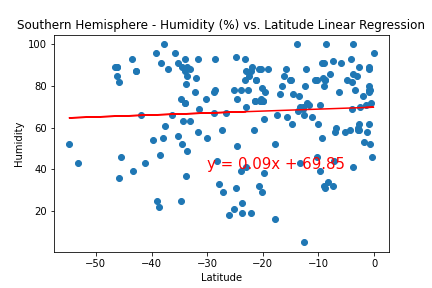 Southern Hemisphere - Humidity (%) vs. Latitude Linear Regression
100
80
60
40
20
Humidity
y = 0.09x + 69.85
−50
−40
−30
−20
−10
0
Latitude